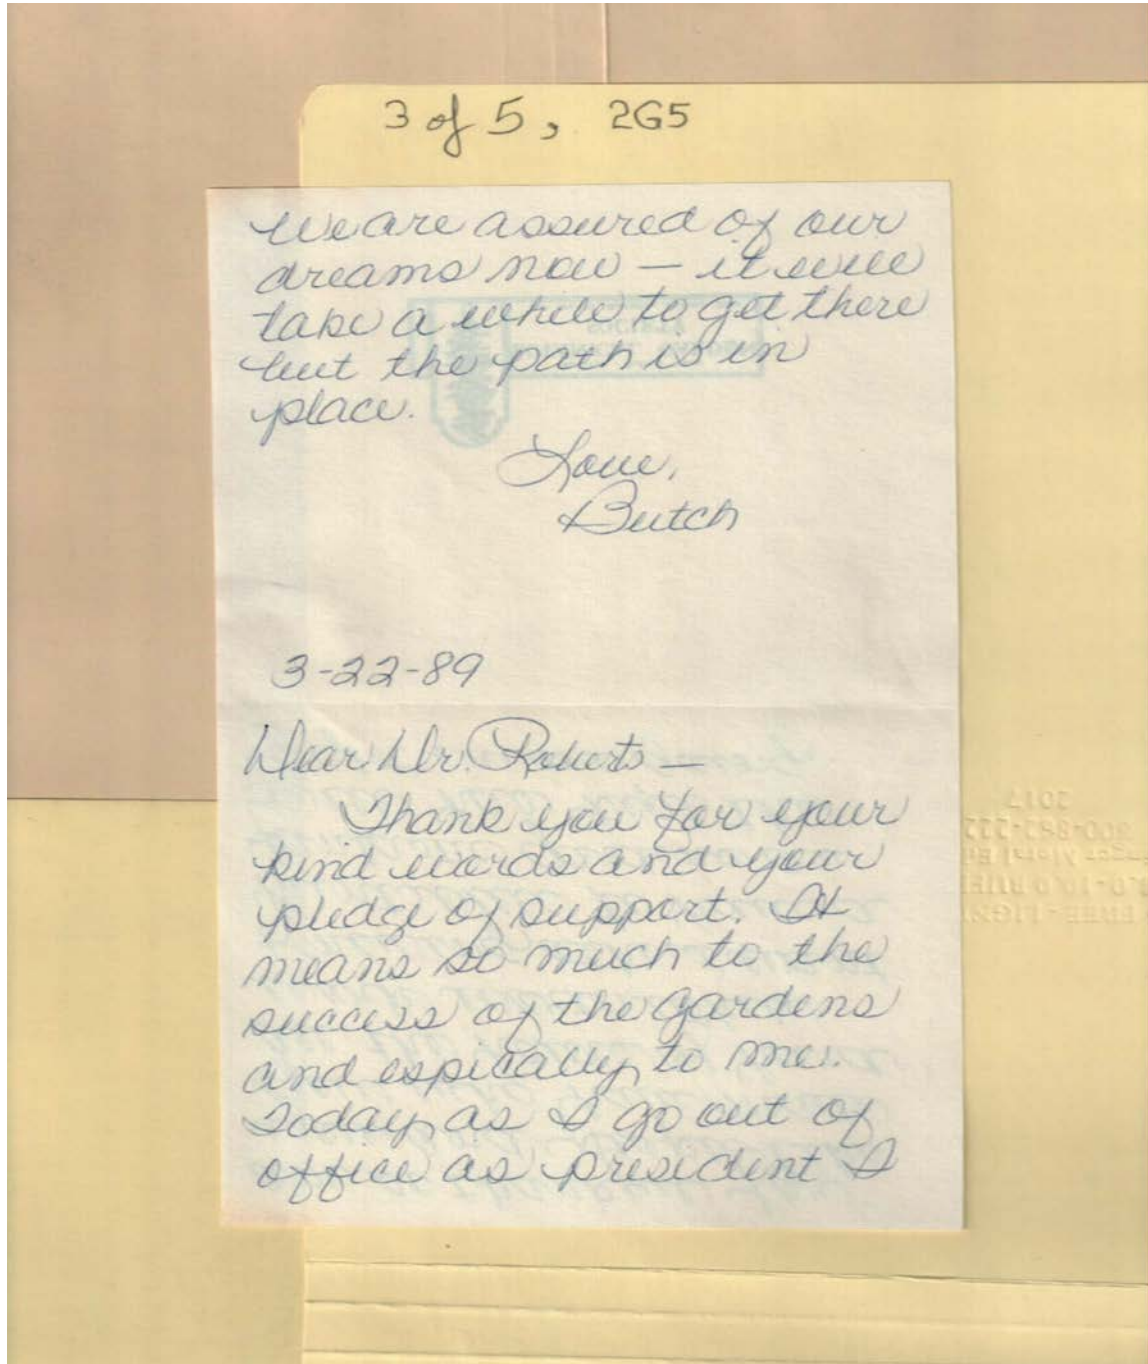 3 of 5, 2G5
We are assured of our
dreams now — it will
take a while to get there
but the path is in
place.
Love,
Butch
3-22-89
Dear Dr. Roberts —
Thank you for your
kind words and your
pledge of support. It
means so much to the
success of the gardens
and espically to me.
Today as I go out of
office as president I